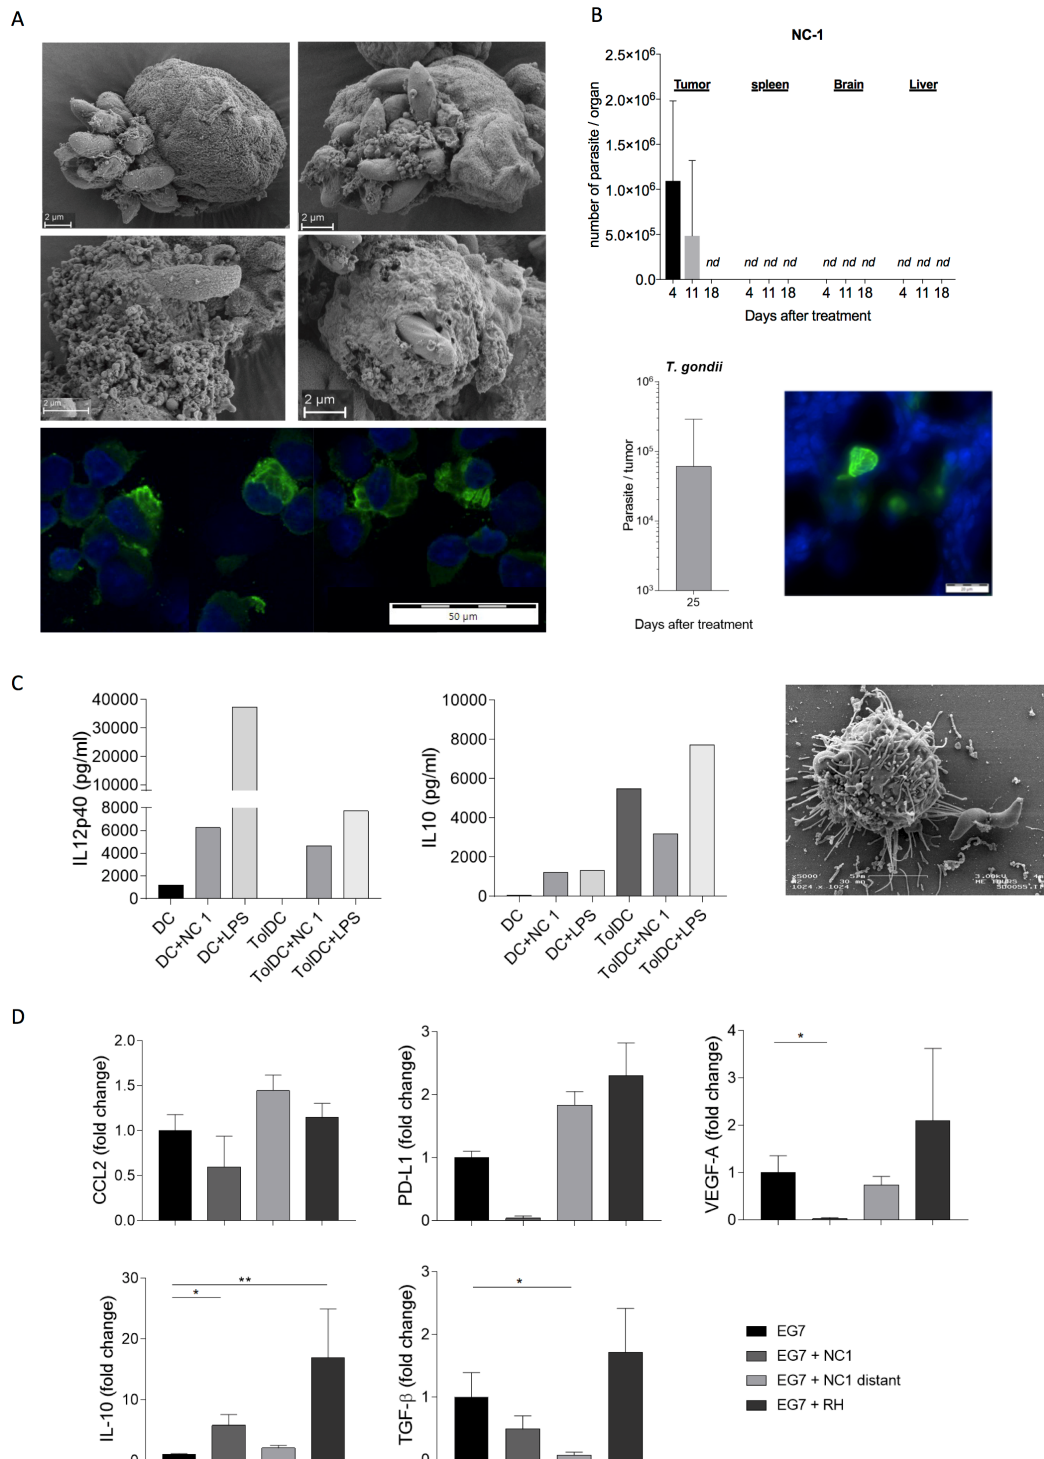 A
2 µm
2 µm
2 µm
2 µm
50 µm
B
NC-1
number of parasite / organ
2.5×10⁶
2.0×10⁶
1.5×10⁶
1.0×10⁶
5.0×10⁵
0.0
Tumor spleen Brain Liver
nd nd nd nd nd nd nd nd nd nd
4 11 18 4 11 18 4 11 18 4 11 18
Days after treatment
T. gondii
Parasite / tumor
10⁶
10⁵
10⁴
10³
25
Days after treatment
C
IL12p40 (pg/ml)
40000
30000
20000
10000
8000
6000
4000
2000
0
DC
DC+NC 1
DC+LPS
TolDC
TolDC+NC 1
TolDC+LPS
IL10 (pg/ml)
10000
8000
6000
4000
2000
0
DC
DC+NC 1
DC+LPS
TolDC
TolDC+NC 1
TolDC+LPS
x5000
1024 x 1024
D
CCL2 (fold change)
2.0
1.5
1.0
0.5
0.0
PD-L1 (fold change)
3
2
1
0
VEGF-A (fold change)
4
3
2
1
0
*
IL-10 (fold change)
30
20
10
0
*
**
TGF-β (fold change)
3
2
1
0
*
EG7
EG7 + NC1
EG7 + NC1 distant
EG7 + RH